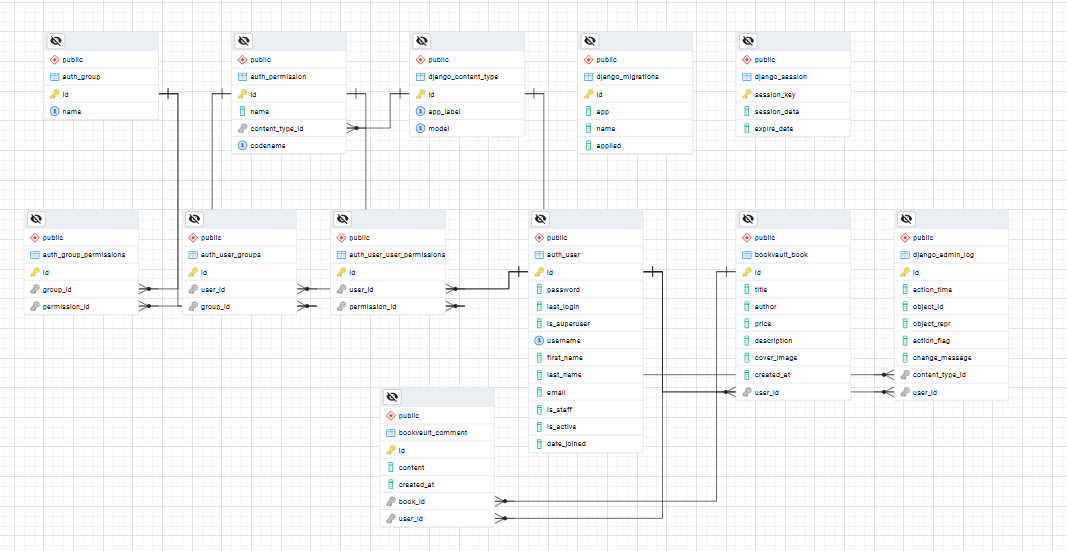 public
auth_group
id
name
public
auth_permission
id
name
content_type_id
codename
public
django_content_type
id
app_label
model
public
django_migrations
id
app
name
applied
public
django_session
session_key
session_data
expire_date
public
auth_group_permissions
id
group_id
permission_id
public
auth_user_groups
id
user_id
group_id
public
auth_user_user_permissions
id
user_id
permission_id
public
auth_user
id
password
last_login
is_superuser
username
first_name
last_name
email
is_staff
is_active
date_joined
public
bookvault_book
id
title
author
price
description
cover_image
created_at
user_id
public
django_admin_log
id
action_time
object_id
object_repr
action_flag
change_message
content_type_id
user_id
public
bookvault_comment
id
content
created_at
book_id
user_id